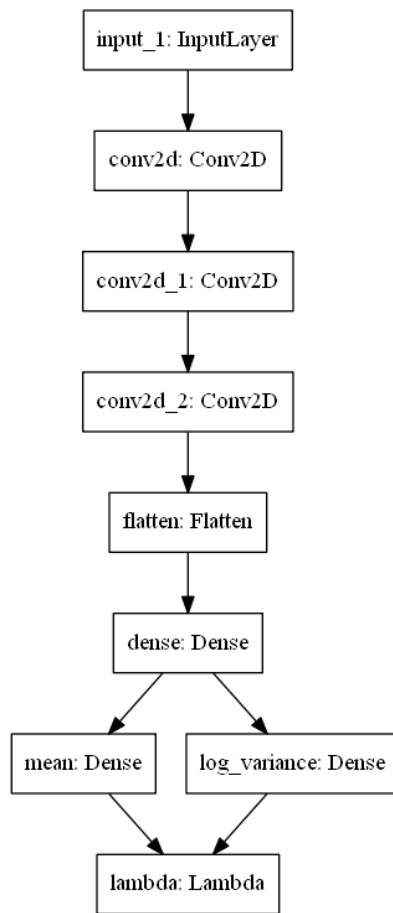 input_1: InputLayer
conv2d: Conv2D
conv2d_1: Conv2D
conv2d_2: Conv2D
flatten: Flatten
dense: Dense
mean: Dense
log_variance: Dense
lambda: Lambda